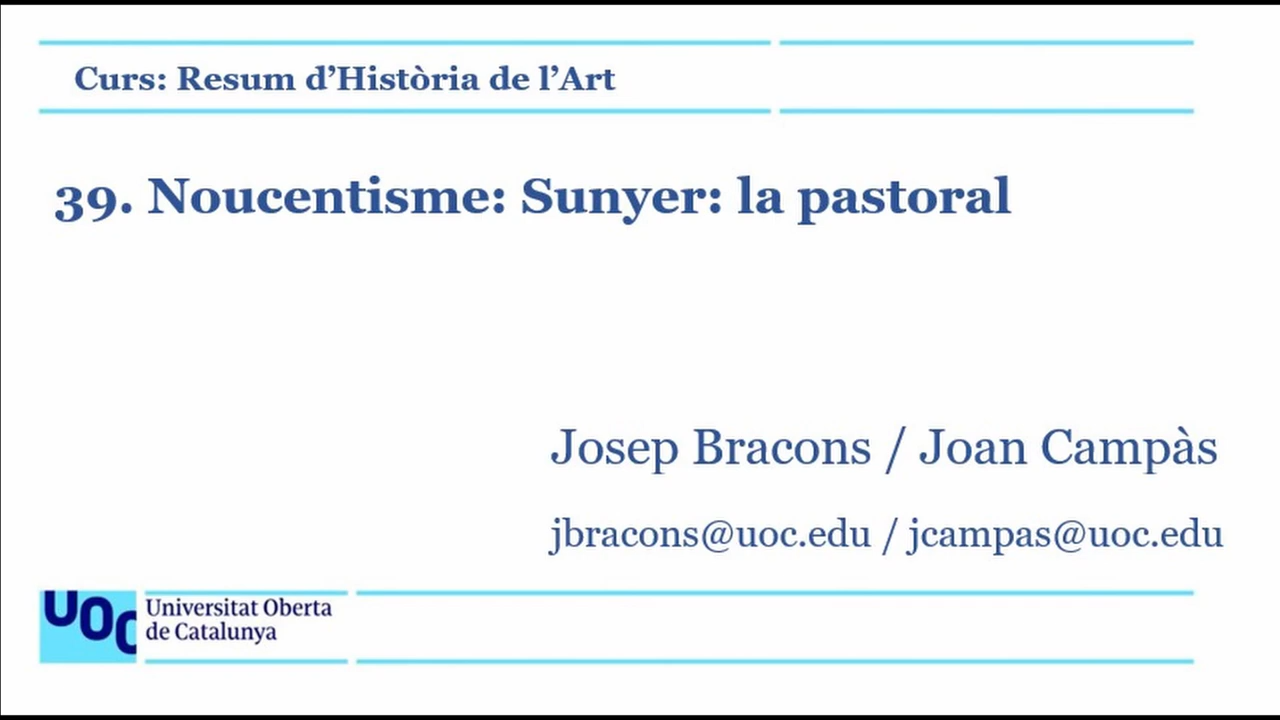 Curs: Resum d’Història de l’Art
39. Noucentisme: Sunyer: la pastoral
Josep Bracons / Joan Campàs
jbracons@uoc.edu / jcampas@uoc.edu
UOC
Universitat Oberta
de Catalunya